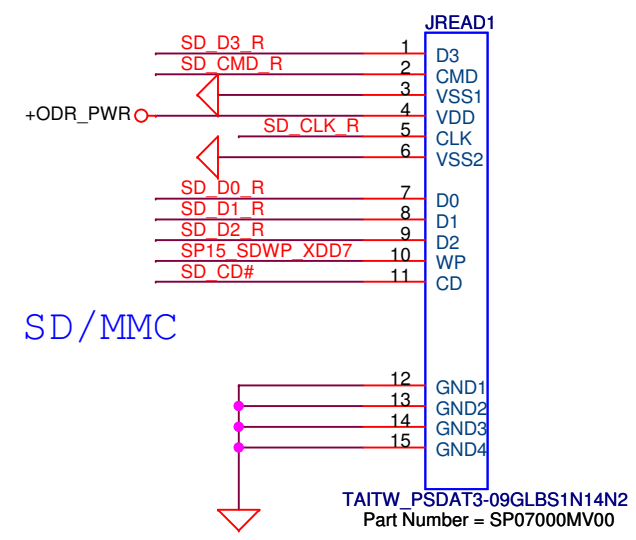 JREAD1
SD_D3_R 1 D3
SD_CMD_R 2 CMD
3 VSS1
+ODR_PWR 4 VDD
SD_CLK_R 5 CLK
6 VSS2
SD_D0_R 7 D0
SD_D1_R 8 D1
SD_D2_R 9 D2
SP15_SDWP_XDD7 10 WP
SD_CD# 11 CD
SD/MMC
12 GND1
13 GND2
14 GND3
15 GND4
TAITW_PSDAT3-09GLBS1N14N2
Part Number = SP07000MV00